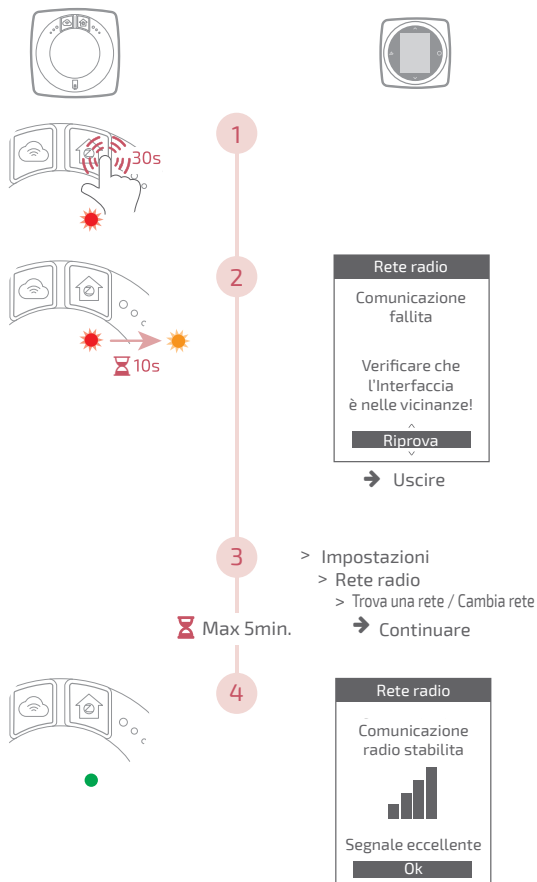 1
30s
2
10s
Rete radio
Comunicazione
fallita
Verificare che
l'Interfaccia
è nelle vicinanze!
Riprova
Uscire
3
> Impostazioni
> Rete radio
> Trova una rete / Cambia rete
Max 5min.
Continuare
4
Rete radio
Comunicazione
radio stabilita
Segnale eccellente
Ok